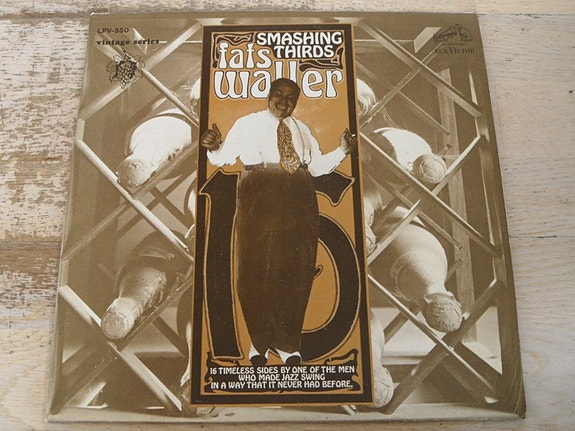 LPV-550
vintage series
SMASHING
THIRDS
fats
waller
RCA VICTOR
16
16 TIMELESS SIDES BY ONE OF THE MEN
WHO MADE JAZZ SWING
IN A WAY THAT IT NEVER HAD BEFORE.